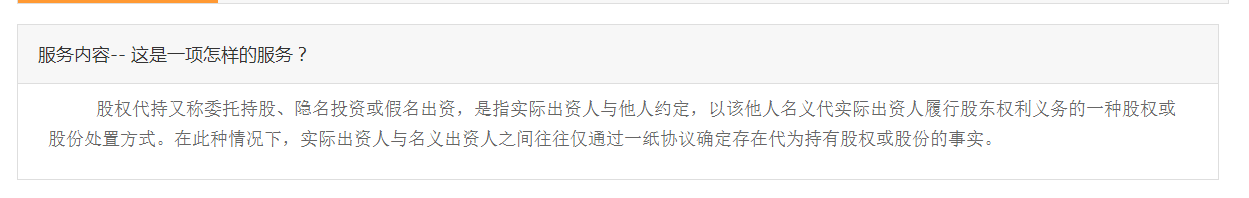 服务内容-- 这是一项怎样的服务？
股权代持又称委托持股、隐名投资或假名出资，是指实际出资人与他人约定，以该他人名义代实际出资人履行股东权利义务的一种股权或
股份处置方式。在此种情况下，实际出资人与名义出资人之间往往仅通过一纸协议确定存在代为持有股权或股份的事实。